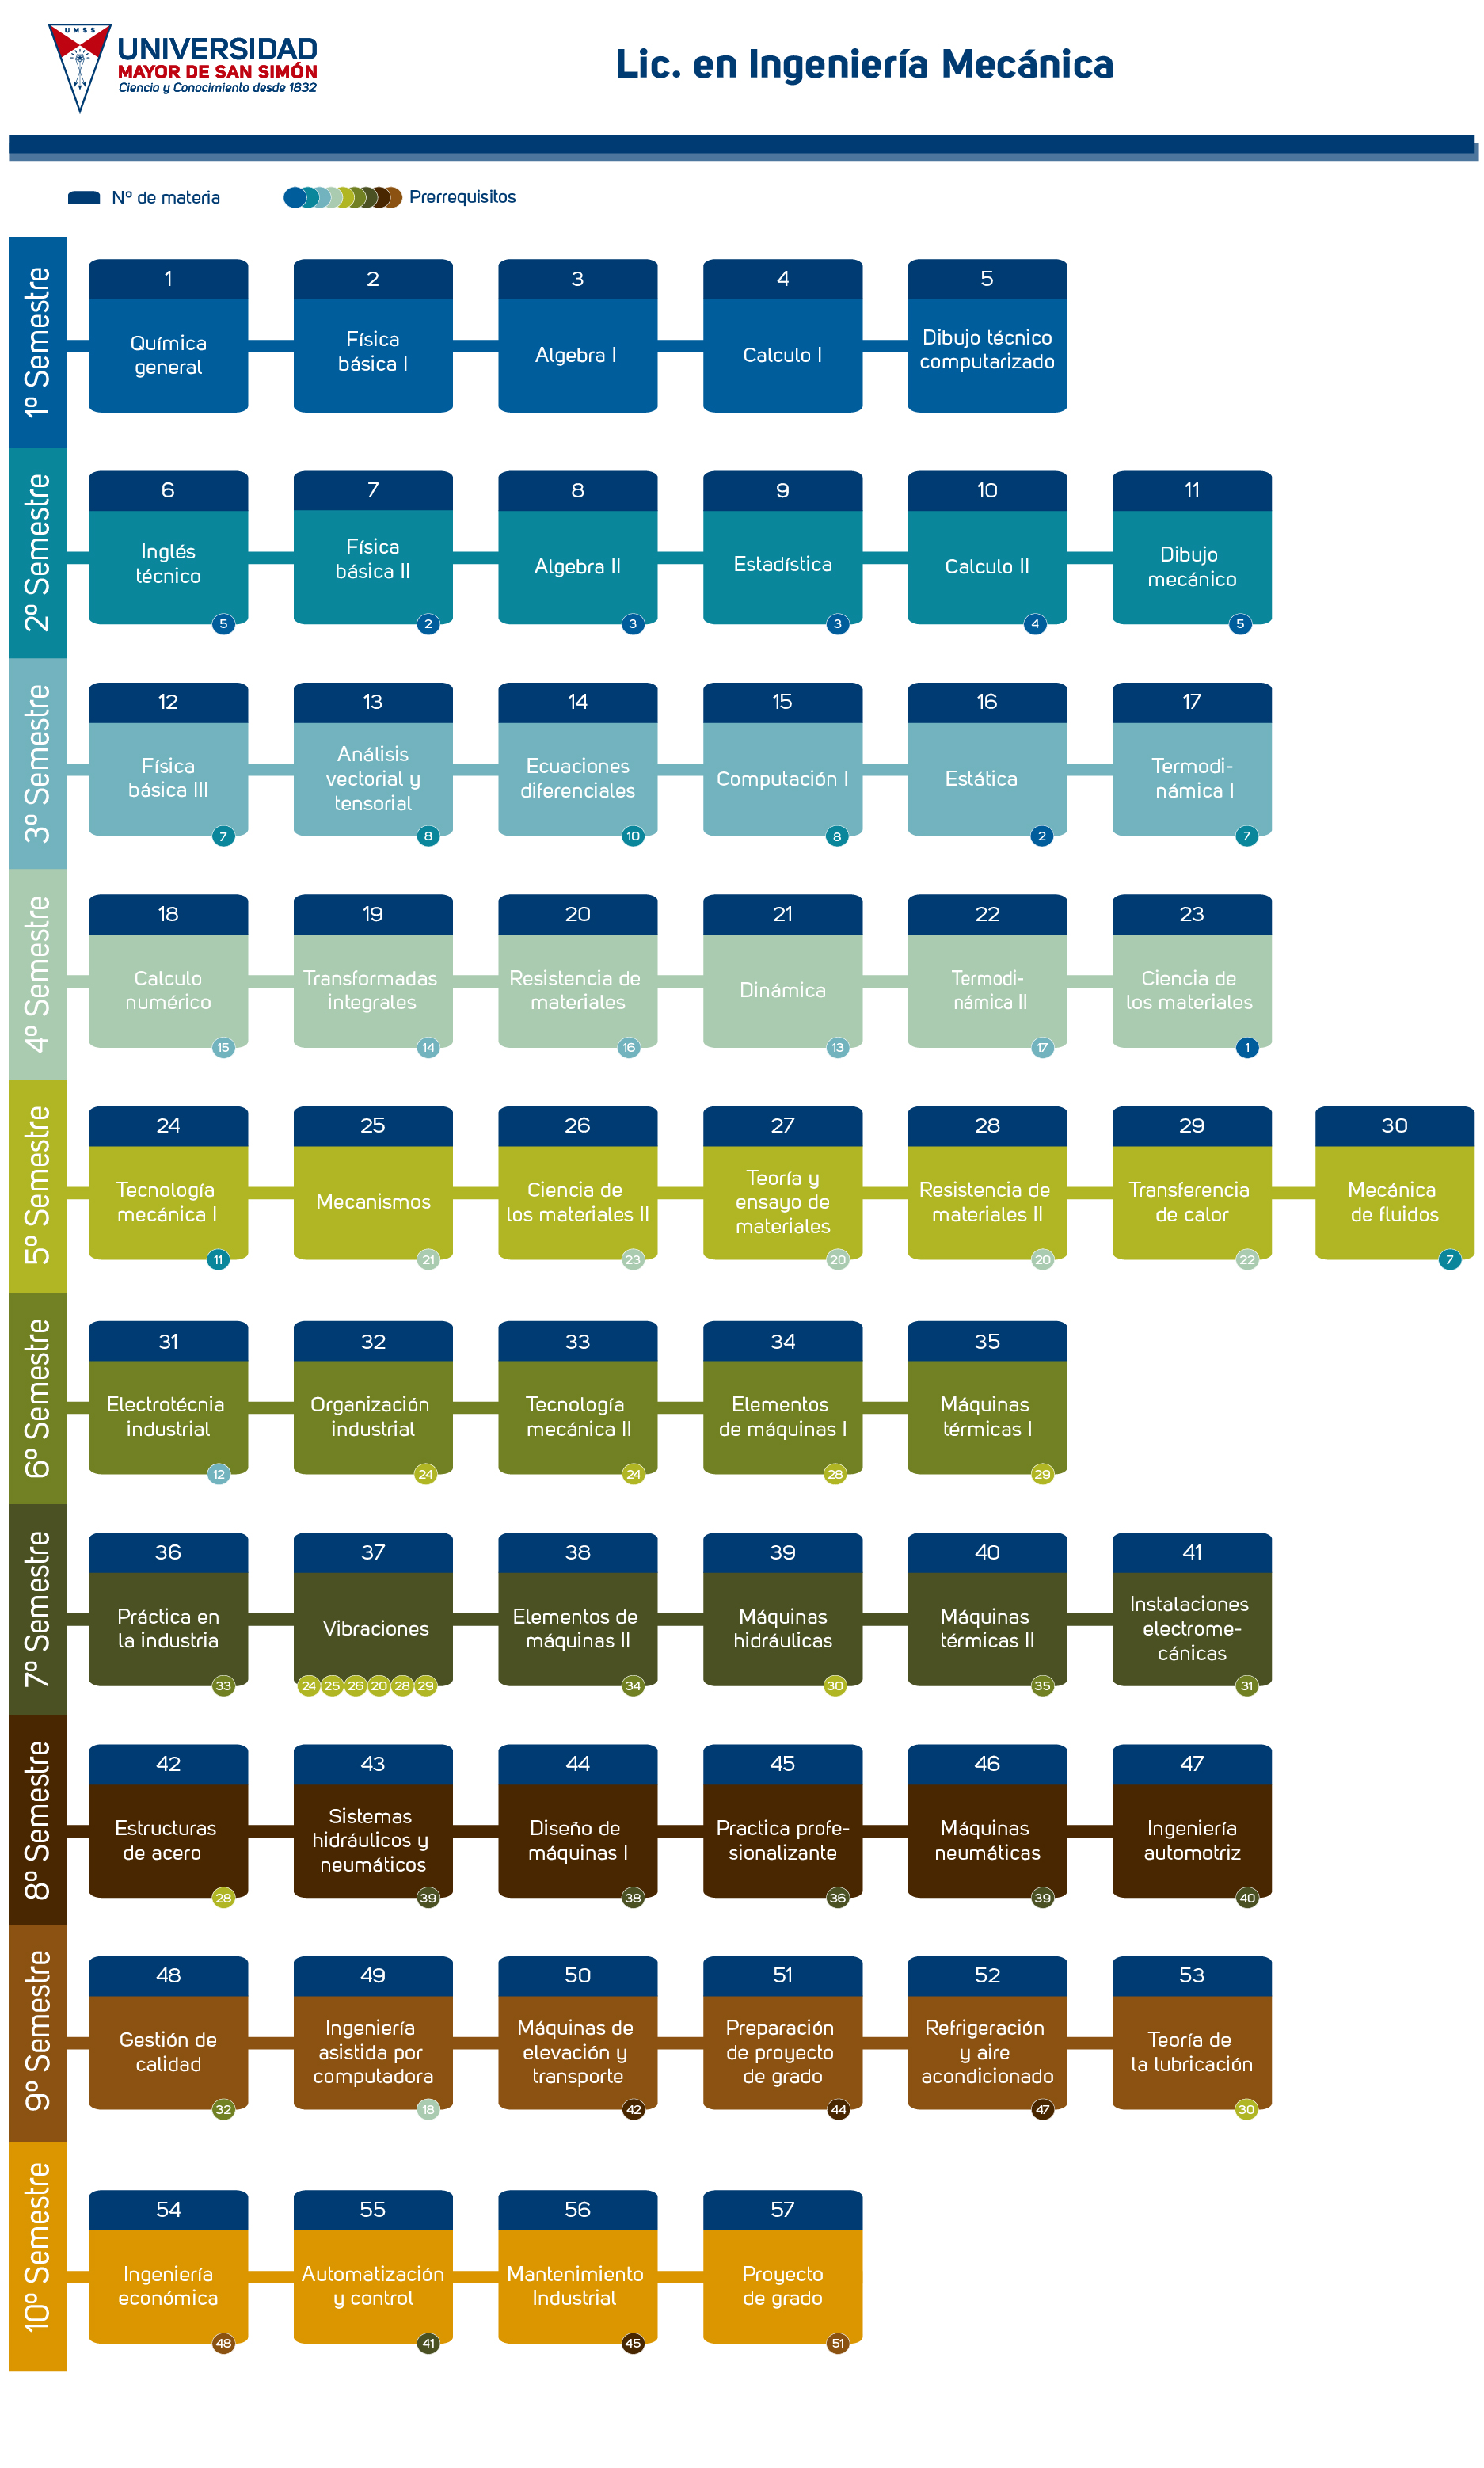 UMSS
UNIVERSIDAD
MAYOR DE SAN SIMÓN
Ciencia y Conocimiento desde 1832
Lic. en Ingeniería Mecánica
Nº de materia
Prerrequisitos
1º Semestre
1
Química
general
2
Física
básica I
3
Algebra I
4
Calculo I
5
Dibujo técnico
computarizado
2º Semestre
6
Inglés
técnico
5
7
Física
básica II
2
8
Algebra II
3
9
Estadística
3
10
Calculo II
4
11
Dibujo
mecánico
5
3º Semestre
12
Física
básica III
7
13
Análisis
vectorial y
tensorial
8
14
Ecuaciones
diferenciales
10
15
Computación I
8
16
Estática
2
17
Termodi-
námica I
7
4º Semestre
18
Calculo
numérico
15
19
Transformadas
integrales
14
20
Resistencia de
materiales
16
21
Dinámica
13
22
Termodi-
námica II
17
23
Ciencia de
los materiales
1
5º Semestre
24
Tecnología
mecánica I
11
25
Mecanismos
21
26
Ciencia de
los materiales II
23
27
Teoría y
ensayo de
materiales
20
28
Resistencia de
materiales II
20
29
Transferencia
de calor
22
30
Mecánica
de fluidos
7
6º Semestre
31
Electrotécnia
industrial
12
32
Organización
industrial
24
33
Tecnología
mecánica II
24
34
Elementos
de máquinas I
28
35
Máquinas
térmicas I
29
7º Semestre
36
Práctica en
la industria
33
37
Vibraciones
24 25 26 20 28 29
38
Elementos de
máquinas II
34
39
Máquinas
hidráulicas
30
40
Máquinas
térmicas II
35
41
Instalaciones
electrome-
cánicas
31
8º Semestre
42
Estructuras
de acero
28
43
Sistemas
hidráulicos y
neumáticos
39
44
Diseño de
máquinas I
38
45
Practica profe-
sionalizante
36
46
Máquinas
neumáticas
39
47
Ingeniería
automotriz
40
9º Semestre
48
Gestión de
calidad
32
49
Ingeniería
asistida por
computadora
18
50
Máquinas de
elevación y
transporte
42
51
Preparación
de proyecto
de grado
44
52
Refrigeración
y aire
acondicionado
47
53
Teoría de
la lubricación
30
10º Semestre
54
Ingeniería
económica
48
55
Automatización
y control
41
56
Mantenimiento
Industrial
45
57
Proyecto
de grado
51